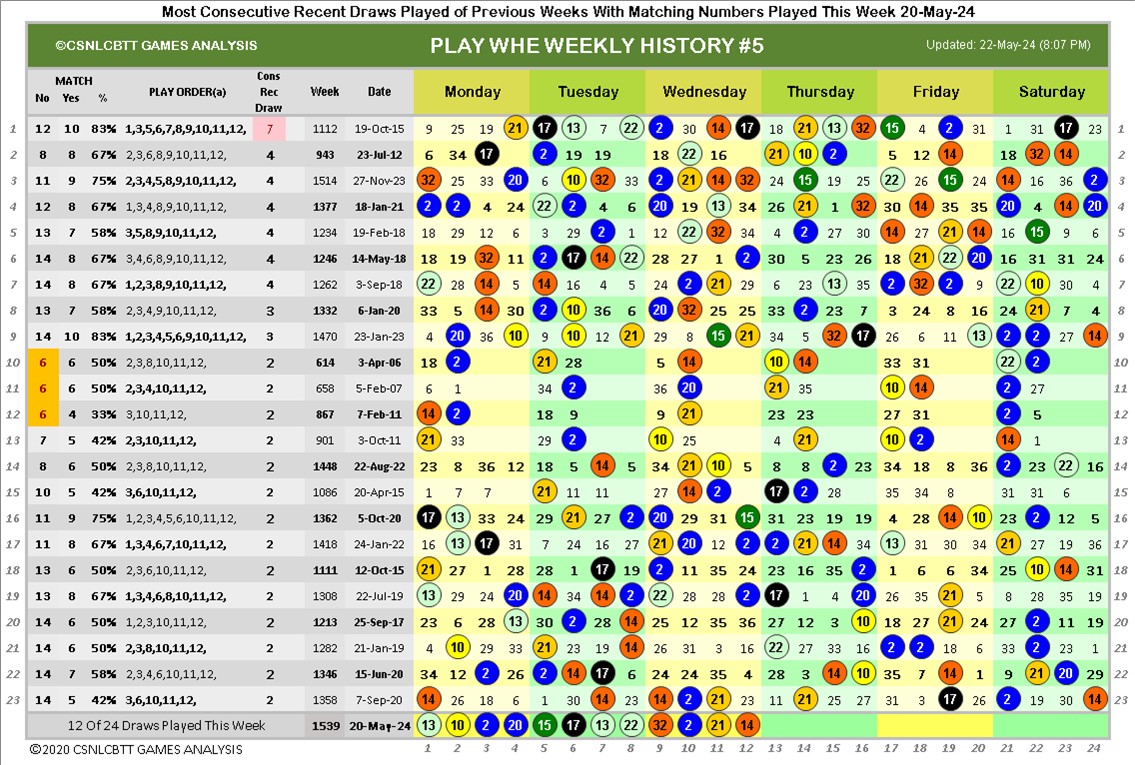 Most Consecutive Recent Draws Played of Previous Weeks With Matching Numbers Played This Week 20-May-24
©CSNLCBTT GAMES ANALYSIS PLAY WHE WEEKLY HISTORY #5 Updated: 22-May-24 (8:07 PM)
No MATCH Yes % PLAY ORDER(a) Cons Rec Draw Week Date Monday Tuesday Wednesday Thursday Friday Saturday
1 12 10 83% 1,3,5,6,7,8,9,10,11,12, 7 1112 19-Oct-15 9 25 19 21 17 13 7 22 2 30 14 17 18 21 13 32 15 4 2 31 1 31 17 23 1
2 8 8 67% 2,3,6,8,9,10,11,12, 4 943 23-Jul-12 6 34 17 2 19 19 18 22 16 21 10 2 5 12 14 18 32 14 2
3 11 9 75% 2,3,4,5,8,9,10,11,12, 4 1514 27-Nov-23 32 25 33 20 6 10 32 33 2 21 14 32 24 15 19 25 22 26 15 24 14 16 36 2 3
4 12 8 67% 1,3,4,8,9,10,11,12, 4 1377 18-Jan-21 2 2 4 24 22 2 4 6 20 19 13 34 26 21 1 32 30 14 35 35 20 4 14 20 4
5 13 7 58% 3,5,8,9,10,11,12, 4 1234 19-Feb-18 18 29 12 6 3 29 2 1 12 22 32 34 4 2 27 30 14 27 21 14 22 15 9 6 5
6 14 8 67% 3,4,6,8,9,10,11,12, 4 1246 14-May-18 18 19 32 11 2 17 14 22 28 27 1 2 30 5 23 26 18 21 22 20 16 31 31 24 6
7 14 8 67% 1,2,3,8,9,10,11,12, 4 1262 3-Sep-18 22 28 14 5 14 16 4 5 24 2 21 29 6 23 13 35 2 32 2 9 22 10 30 4 7
8 13 7 58% 2,3,4,9,10,11,12, 3 1332 6-Jan-20 33 5 14 30 2 10 36 6 20 32 25 25 33 2 23 7 3 24 8 16 24 21 7 4 8
9 14 10 83% 1,2,3,4,5,6,9,10,11,12, 3 1470 23-Jan-23 4 20 36 10 9 10 12 21 29 8 15 21 34 5 32 17 26 6 11 13 2 2 27 14 9
10 6 6 50% 2,3,8,10,11,12, 2 614 3-Apr-06 18 2 21 28 5 14 10 14 33 31 22 2 10
11 6 6 50% 2,3,4,10,11,12, 2 658 5-Feb-07 6 1 34 2 36 20 21 35 10 14 2 27 11
12 6 4 33% 3,10,11,12, 2 867 7-Feb-11 14 2 18 9 9 21 23 23 27 31 2 5 12
13 7 5 42% 2,3,10,11,12, 2 901 3-Oct-11 21 33 29 2 10 25 4 21 10 2 14 1 13
14 8 6 50% 2,3,8,10,11,12, 2 1448 22-Aug-22 23 8 36 12 18 5 14 5 34 21 10 5 8 8 2 23 34 18 8 36 2 23 22 16 14
15 10 5 42% 3,6,10,11,12, 2 1086 20-Apr-15 1 7 7 21 11 11 27 14 2 17 2 28 35 34 8 31 31 6 15
16 11 9 75% 1,2,3,4,5,6,10,11,12, 2 1362 5-Oct-20 17 13 33 24 29 21 27 2 20 29 31 15 31 23 19 19 4 28 14 10 23 2 12 5 16
17 11 8 67% 1,3,4,6,7,10,11,12, 2 1418 24-Jan-22 16 13 17 31 7 24 16 27 21 20 12 2 2 21 14 34 13 31 30 34 21 27 19 36 17
18 13 6 50% 2,3,6,10,11,12, 2 1111 12-Oct-15 21 27 1 28 28 1 17 19 2 11 35 24 23 16 35 2 1 6 6 34 25 10 14 31 18
19 13 8 67% 1,3,4,6,8,10,11,12, 2 1308 22-Jul-19 13 29 24 20 14 34 14 2 22 28 28 2 17 1 4 20 26 35 21 5 8 28 35 19 19
20 14 6 50% 1,2,3,10,11,12, 2 1213 25-Sep-17 23 6 28 13 30 2 28 14 25 12 35 36 27 12 3 10 18 27 21 24 27 2 11 19 20
21 14 6 50% 2,3,8,10,11,12, 2 1282 21-Jan-19 4 10 29 33 21 23 8 14 26 31 3 16 22 27 33 16 2 2 18 6 33 2 23 1 21
22 14 7 58% 2,3,4,6,10,11,12, 2 1346 15-Jun-20 34 12 2 26 2 14 17 6 24 24 35 4 28 3 14 10 35 7 14 1 9 21 20 29 22
23 14 5 42% 3,6,10,11,12, 2 1358 7-Sep-20 14 26 18 6 1 30 14 23 14 2 21 23 11 21 25 27 31 3 17 26 2 19 30 14 23
12 Of 24 Draws Played This Week 1539 20-May-24 13 10 2 20 15 17 13 22 32 2 21 14
©2020 CSNLCBTT GAMES ANALYSIS 1 2 3 4 5 6 7 8 9 10 11 12 13 14 15 16 17 18 19 20 21 22 23 24